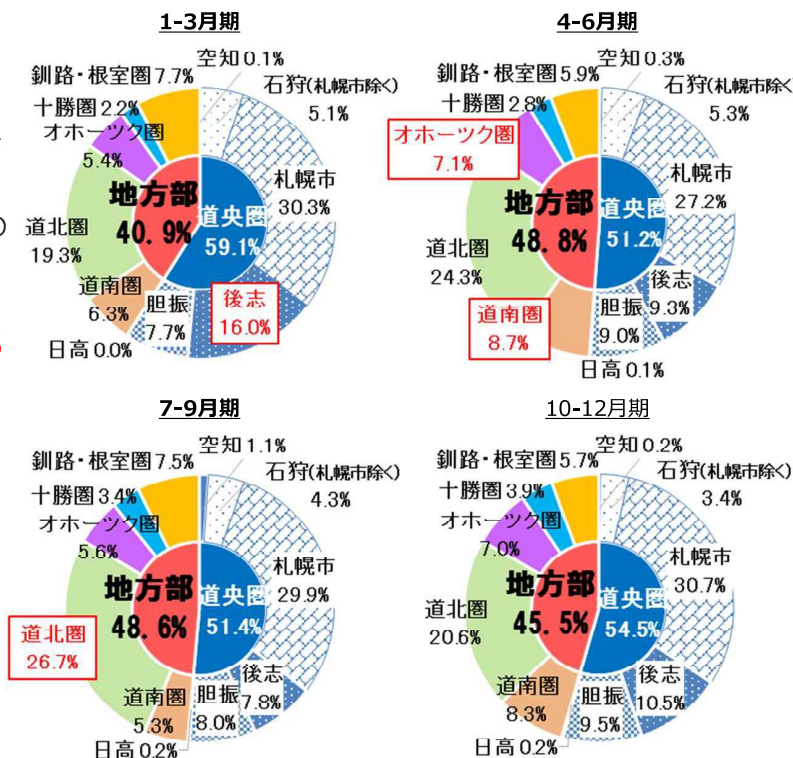 1-3月期
空知0.1%
釧路・根室圏7.7%
石狩(札幌市除く)
5.1%
十勝圏2.2%
オホーツク圏
5.4%
札幌市
30.3%
地方部
40.9%
道央圏
59.1%
道北圏
19.3%
道南圏
6.3%
胆振
7.7%
後志
16.0%
日高0.0%
4-6月期
空知0.3%
釧路・根室圏5.9%
石狩(札幌市除く)
5.3%
十勝圏2.8%
オホーツク圏
7.1%
札幌市
27.2%
地方部
48.8%
道央圏
51.2%
道北圏
24.3%
道南圏
8.7%
胆振
9.0%
後志
9.3%
日高0.1%
7-9月期
空知1.1%
釧路・根室圏7.5%
石狩(札幌市除く)
4.3%
十勝圏3.4%
オホーツク圏
5.6%
札幌市
29.9%
地方部
48.6%
道央圏
51.4%
道北圏
26.7%
道南圏
5.3%
胆振
8.0%
後志
7.8%
日高0.2%
10-12月期
空知0.2%
釧路・根室圏5.7%
石狩(札幌市除く)
3.4%
十勝圏3.9%
オホーツク圏
7.0%
札幌市
30.7%
地方部
45.5%
道央圏
54.5%
道北圏
20.6%
道南圏
8.3%
胆振
9.5%
後志
10.5%
日高0.2%